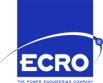 ECRO
THE POWER ENGINEERING COMPANY